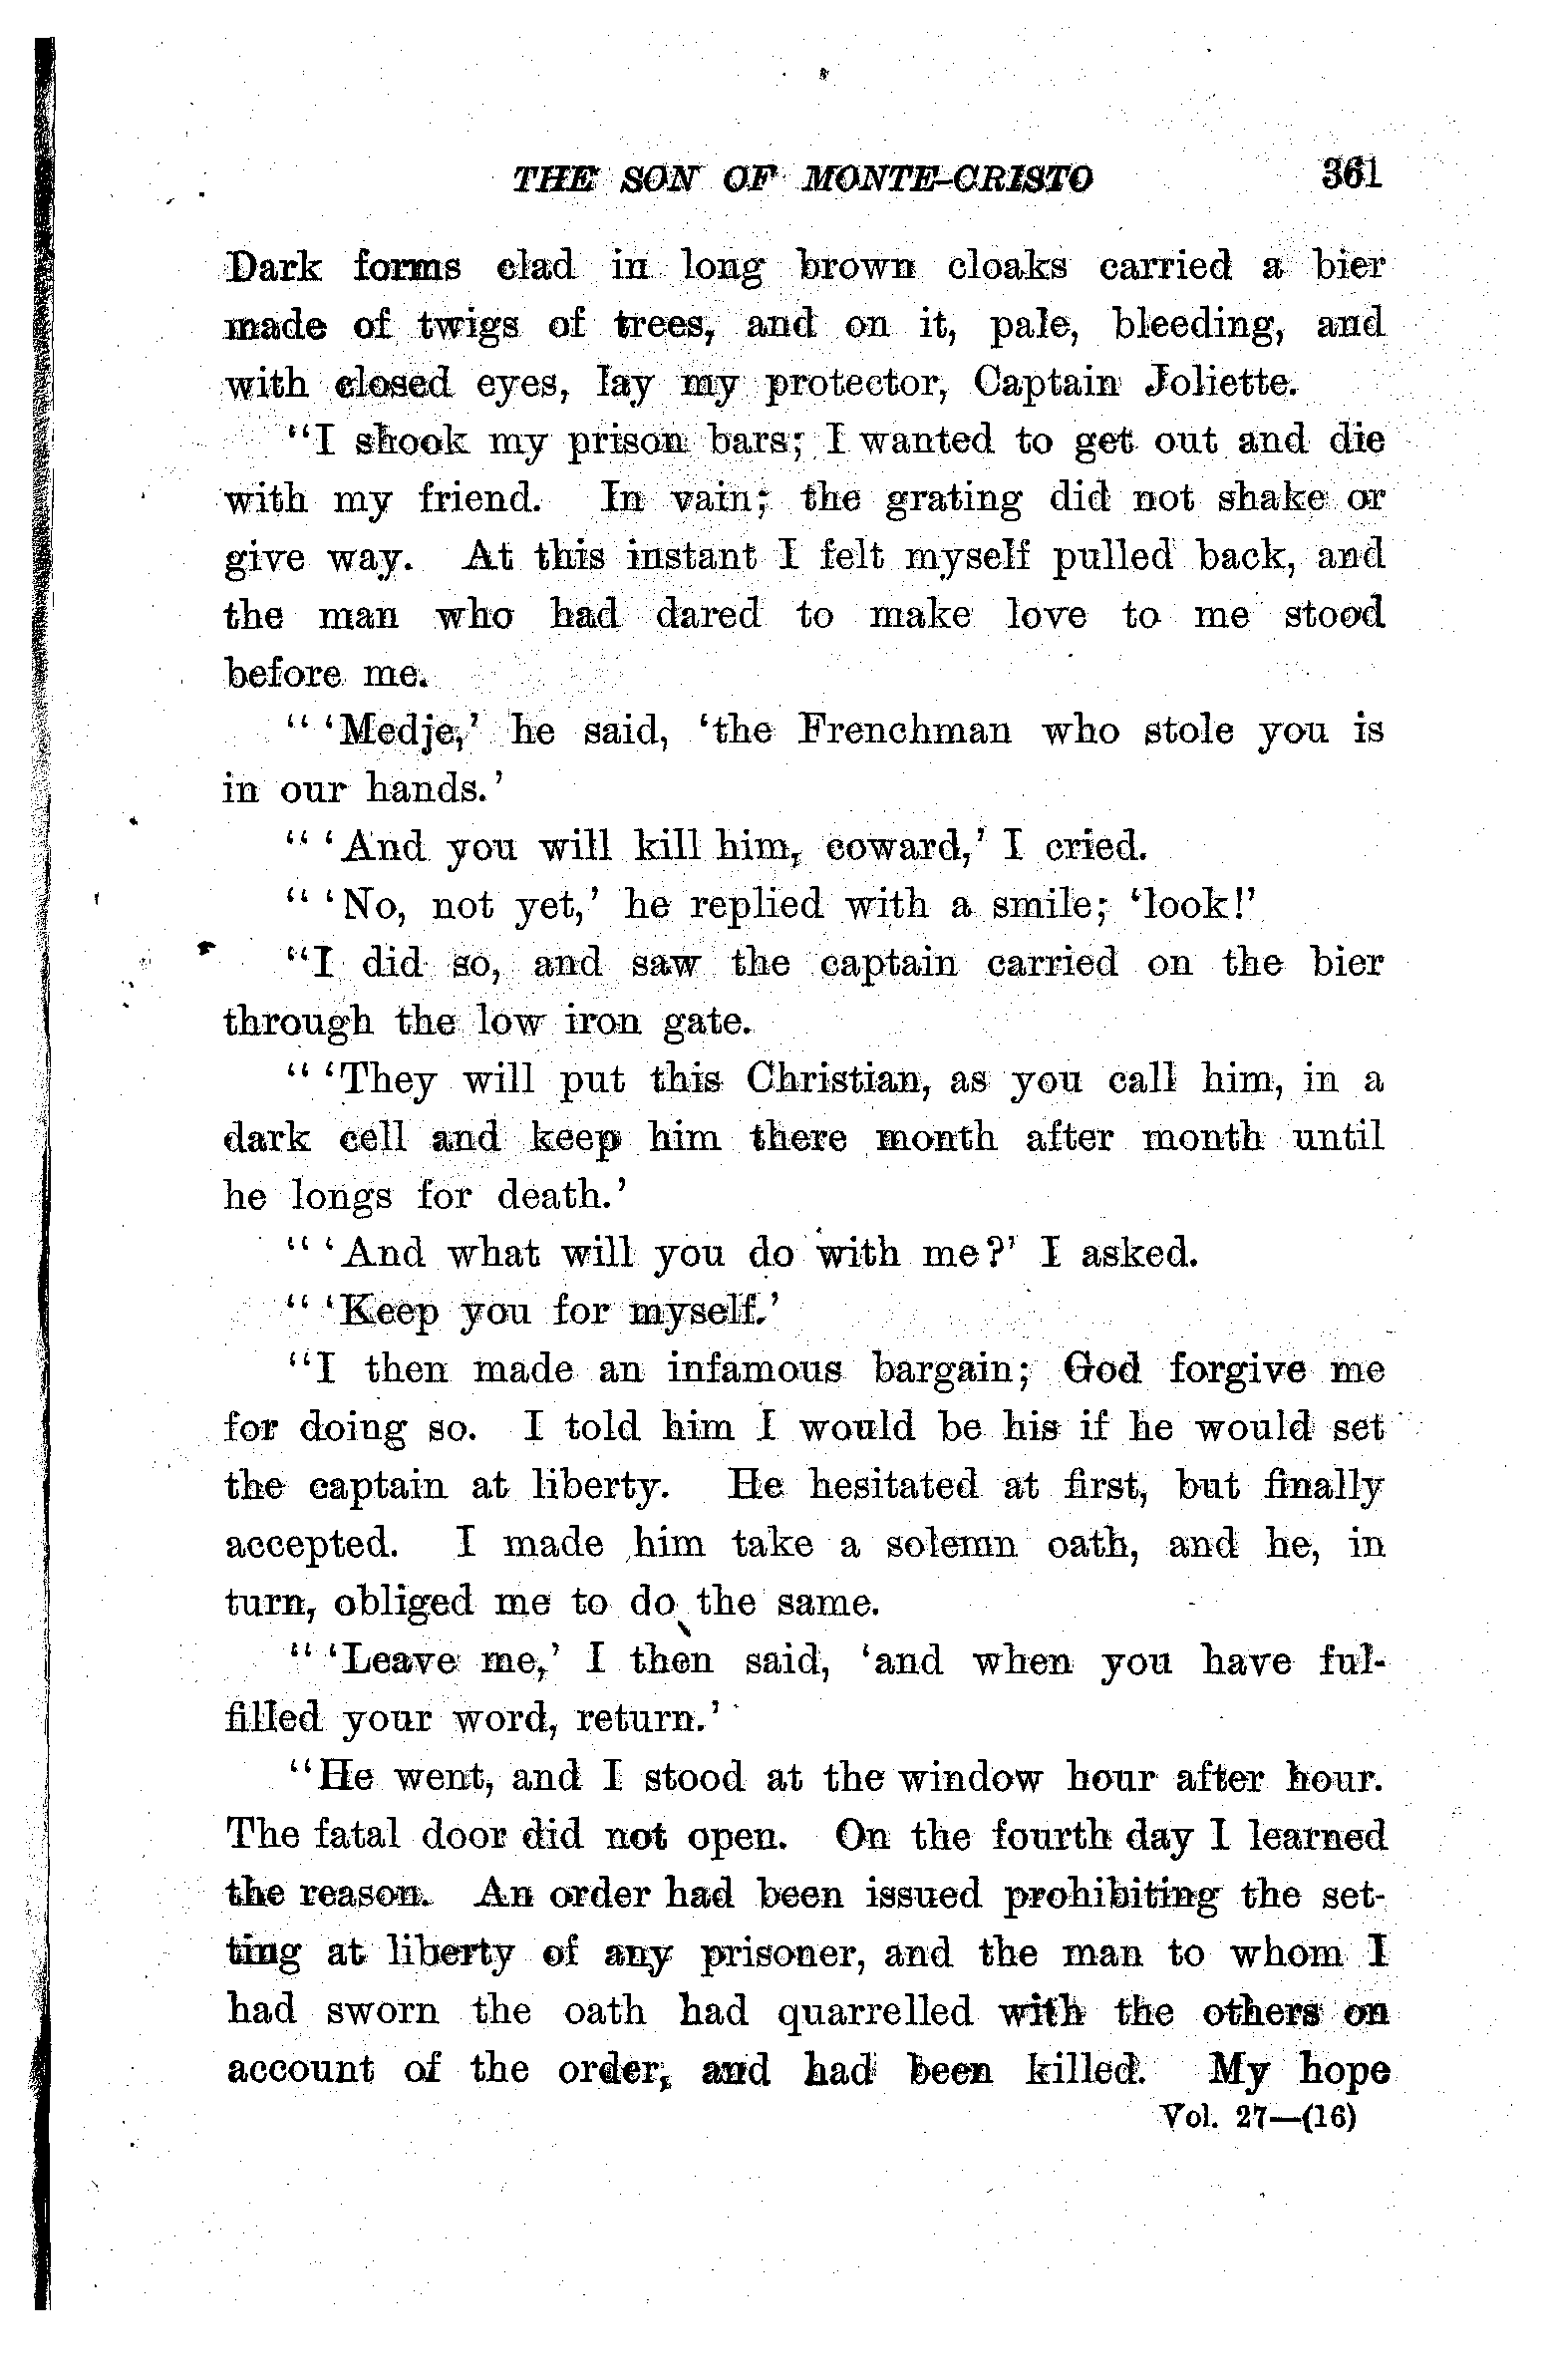 THE SON OF MONTE-CRISTO 361
Dark forms clad in long brown cloaks carried a bier
made of twigs of trees, and on it, pale, bleeding, and
with closed eyes, lay my protector, Captain Joliette.
"I shook my prison bars; I wanted to get out and die
with my friend. In vain; the grating did not shake or
give way. At this instant I felt myself pulled back, and
the man who had dared to make love to me stood
before me.
" 'Medje,' he said, 'the Frenchman who stole you is
in our hands.'
" 'And you will kill him, coward,' I cried.
" 'No, not yet,' he replied with a smile; 'look!'
"I did so, and saw the captain carried on the bier
through the low iron gate.
" 'They will put this Christian, as you call him, in a
dark cell and keep him there month after month until
he longs for death.'
" 'And what will you do with me?' I asked.
" 'Keep you for myself.'
"I then made an infamous bargain; God forgive me
for doing so. I told him I would be his if he would set
the captain at liberty. He hesitated at first, but finally
accepted. I made him take a solemn oath, and he, in
turn, obliged me to do the same.
" 'Leave me,' I then said, 'and when you have ful-
filled your word, return.'
"He went, and I stood at the window hour after hour.
The fatal door did not open. On the fourth day I learned
the reason. An order had been issued prohibiting the set-
ting at liberty of any prisoner, and the man to whom I
had sworn the oath had quarrelled with the others on
account of the order, and had been killed. My hope
Vol. 27—(16)